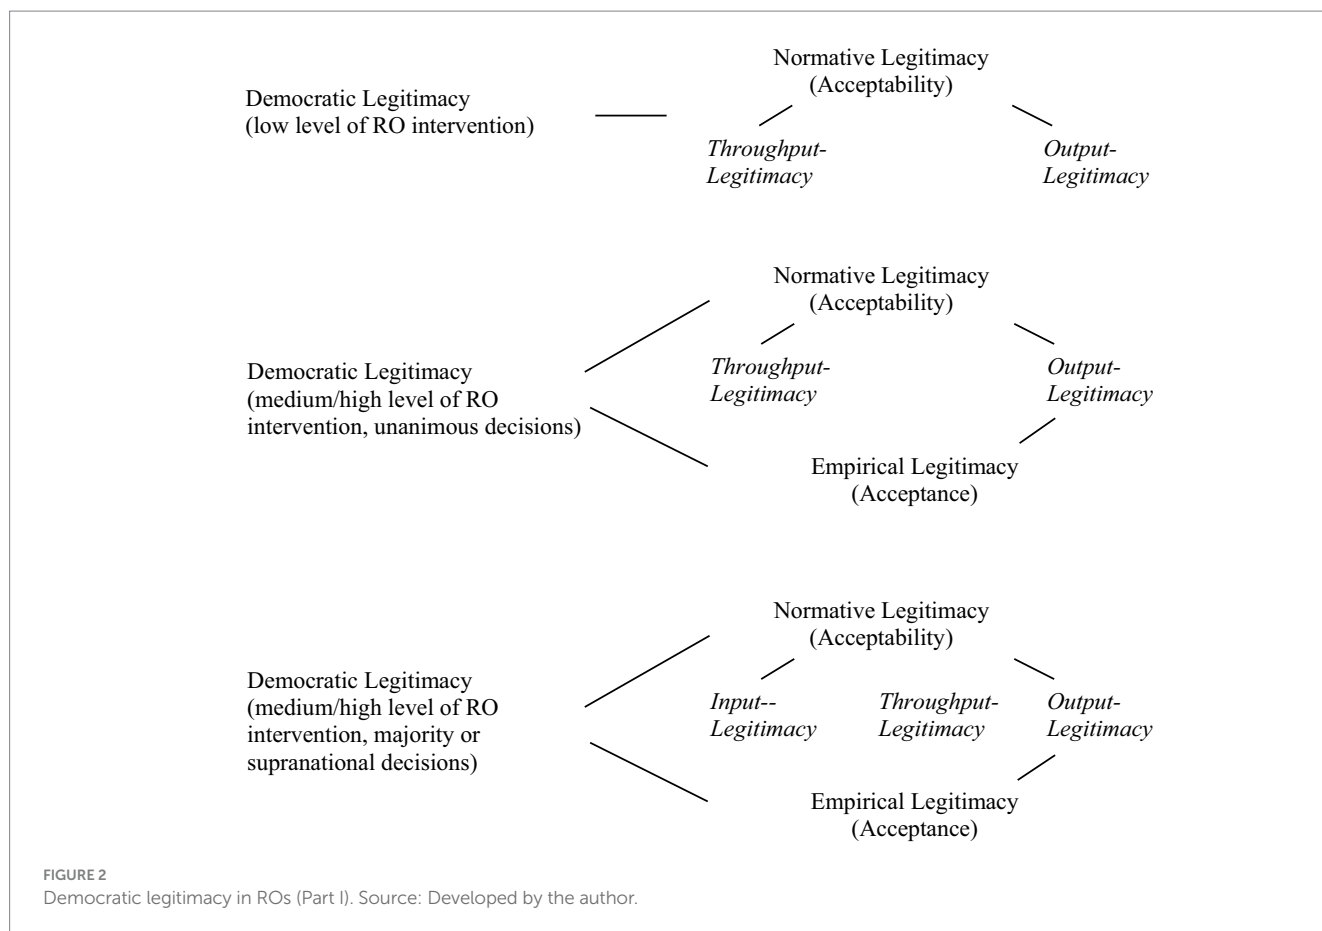 Normative Legitimacy
(Acceptability)
Democratic Legitimacy
(low level of RO intervention)
Throughput-
Legitimacy
Output-
Legitimacy
Normative Legitimacy
(Acceptability)
Throughput-
Legitimacy
Output-
Legitimacy
Democratic Legitimacy
(medium/high level of RO
intervention, unanimous decisions)
Empirical Legitimacy
(Acceptance)
Normative Legitimacy
(Acceptability)
Democratic Legitimacy
(medium/high level of RO
intervention, majority or
supranational decisions)
Input--
Legitimacy
Throughput-
Legitimacy
Output-
Legitimacy
Empirical Legitimacy
(Acceptance)
FIGURE 2
Democratic legitimacy in ROs (Part I). Source: Developed by the author.